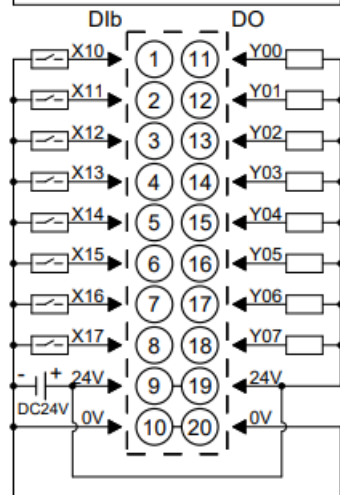 DIb DO
X10 1 11 Y00
X11 2 12 Y01
X12 3 13 Y02
X13 4 14 Y03
X14 5 15 Y04
X15 6 16 Y05
X16 7 17 Y06
X17 8 18 Y07
- + 24V 9 19 24V
DC24V
0V 10 20 0V